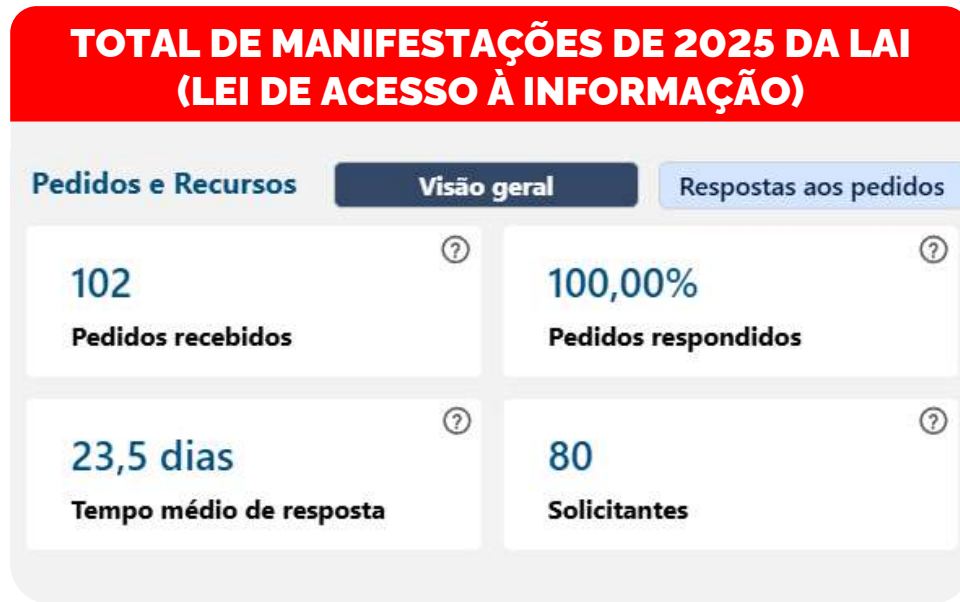 TOTAL DE MANIFESTAÇÕES DE 2025 DA LAI
(LEI DE ACESSO À INFORMAÇÃO)
Pedidos e Recursos
Visão geral
Respostas aos pedidos
?
?
102
100,00%
Pedidos recebidos
Pedidos respondidos
?
?
23,5 dias
80
Tempo médio de resposta
Solicitantes